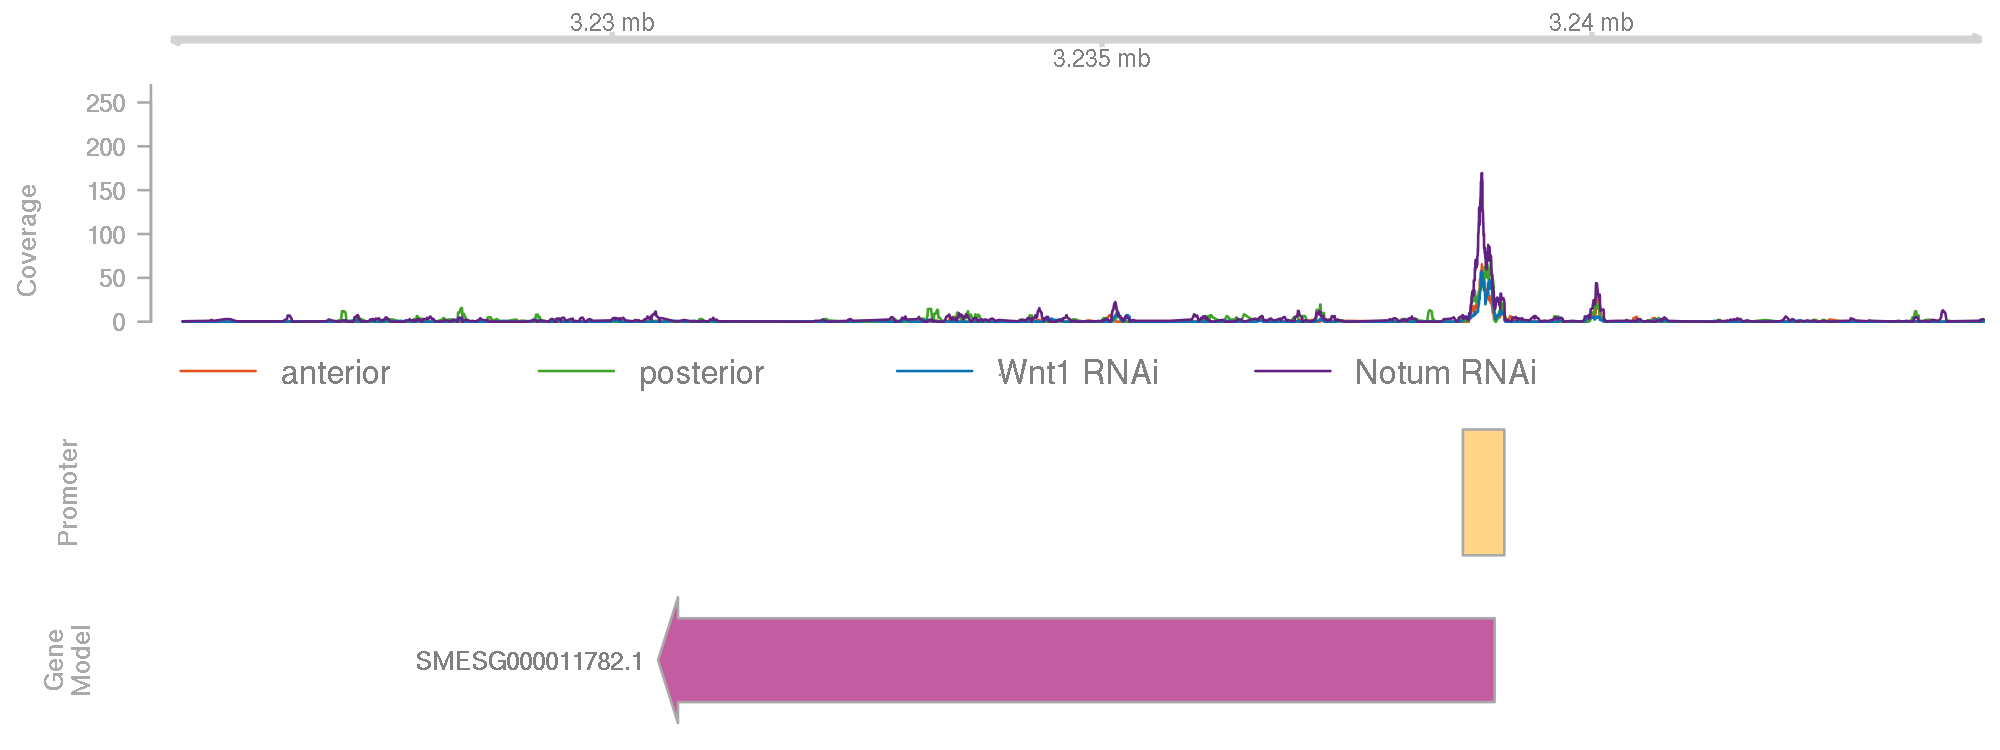 3.23 mb
3.24 mb
3.235 mb
Coverage
250
200
150
100
50
0
anterior
posterior
Wnt1 RNAi
Notum RNAi
Promoter
Gene
Model
SMESG000011782.1